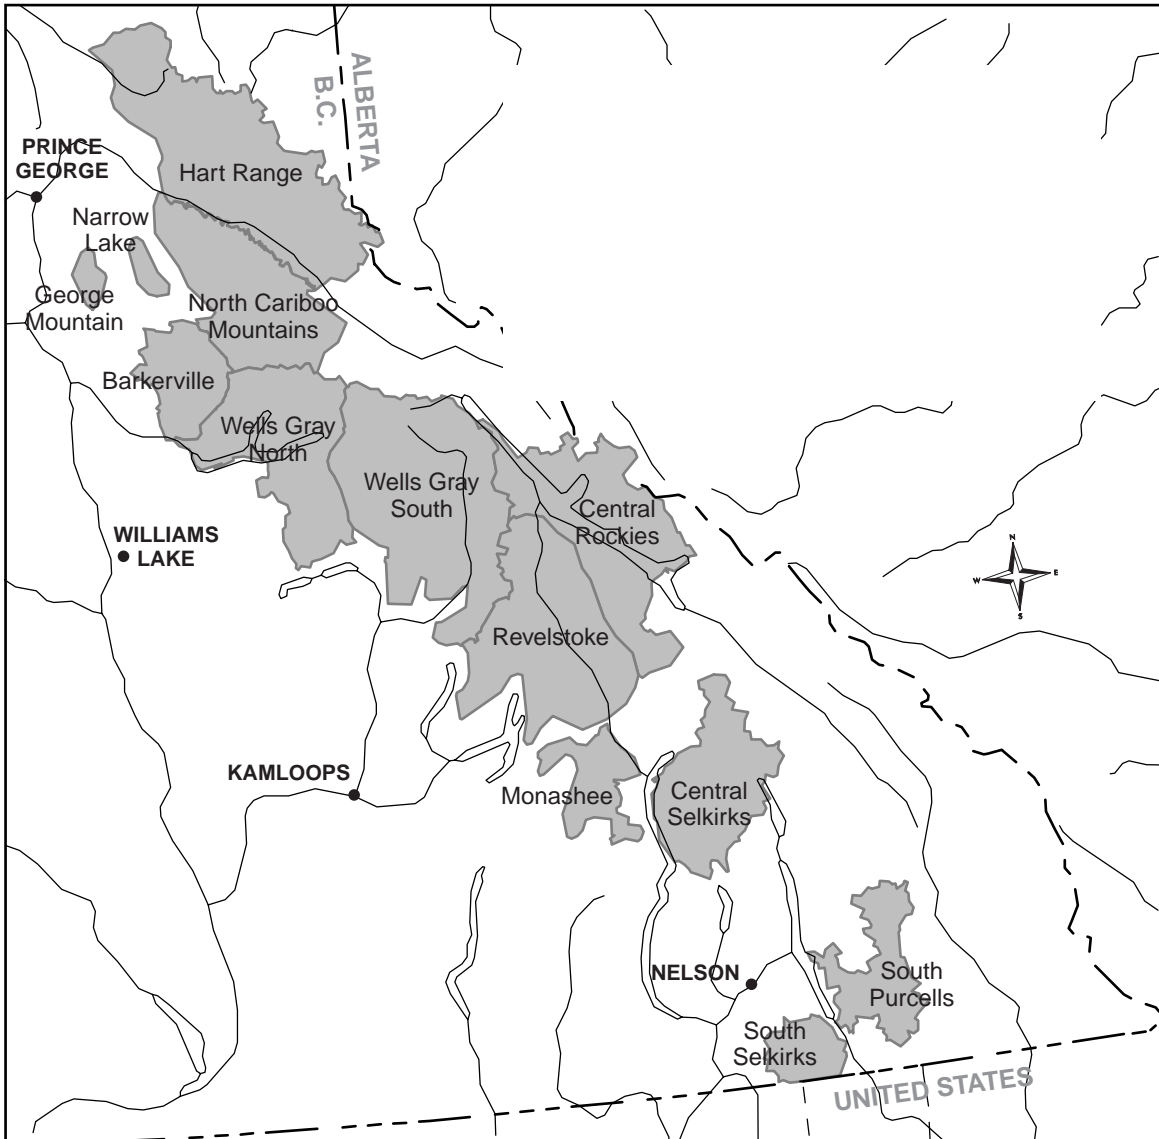 ALBERTA
B.C.
PRINCE
GEORGE
Hart Range
Narrow
Lake
George
Mountain
North Cariboo
Mountains
Barkerville
Wells Gray
North
Wells Gray
South
Central
Rockies
WILLIAMS
LAKE
N
W
E
S
Revelstoke
KAMLOOPS
Monashee
Central
Selkirks
NELSON
South
Purcells
South
Selkirks
UNITED STATES